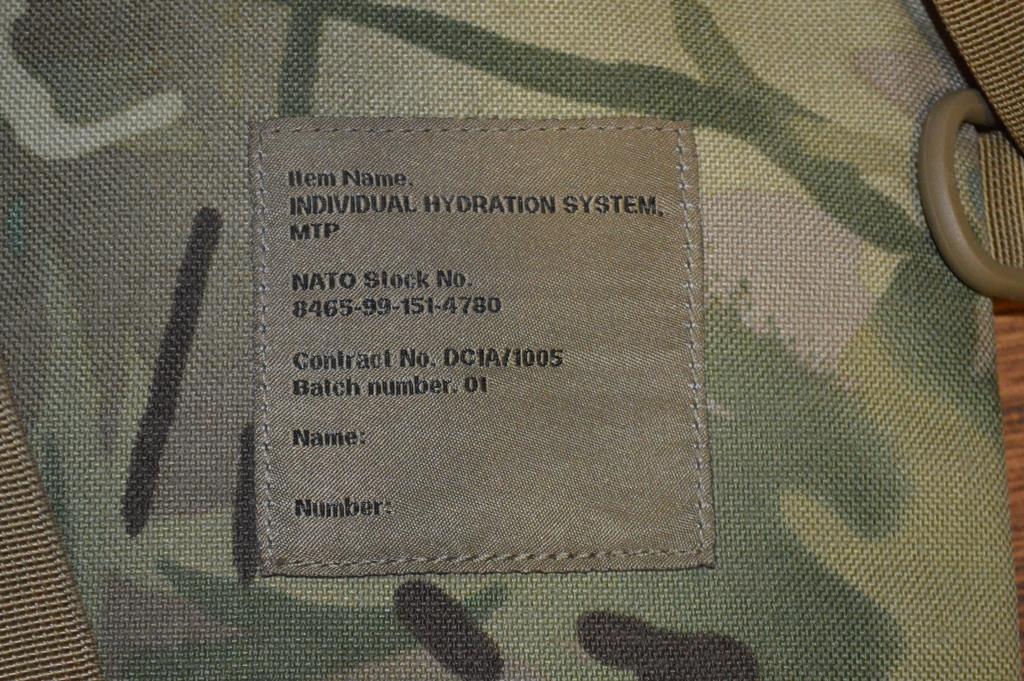 Item Name.
INDIVIDUAL HYDRATION SYSTEM,
MTP
NATO Stock No.
8465-99-151-4780
Contract No. DC1A/1005
Batch number. 01
Name:
Number: